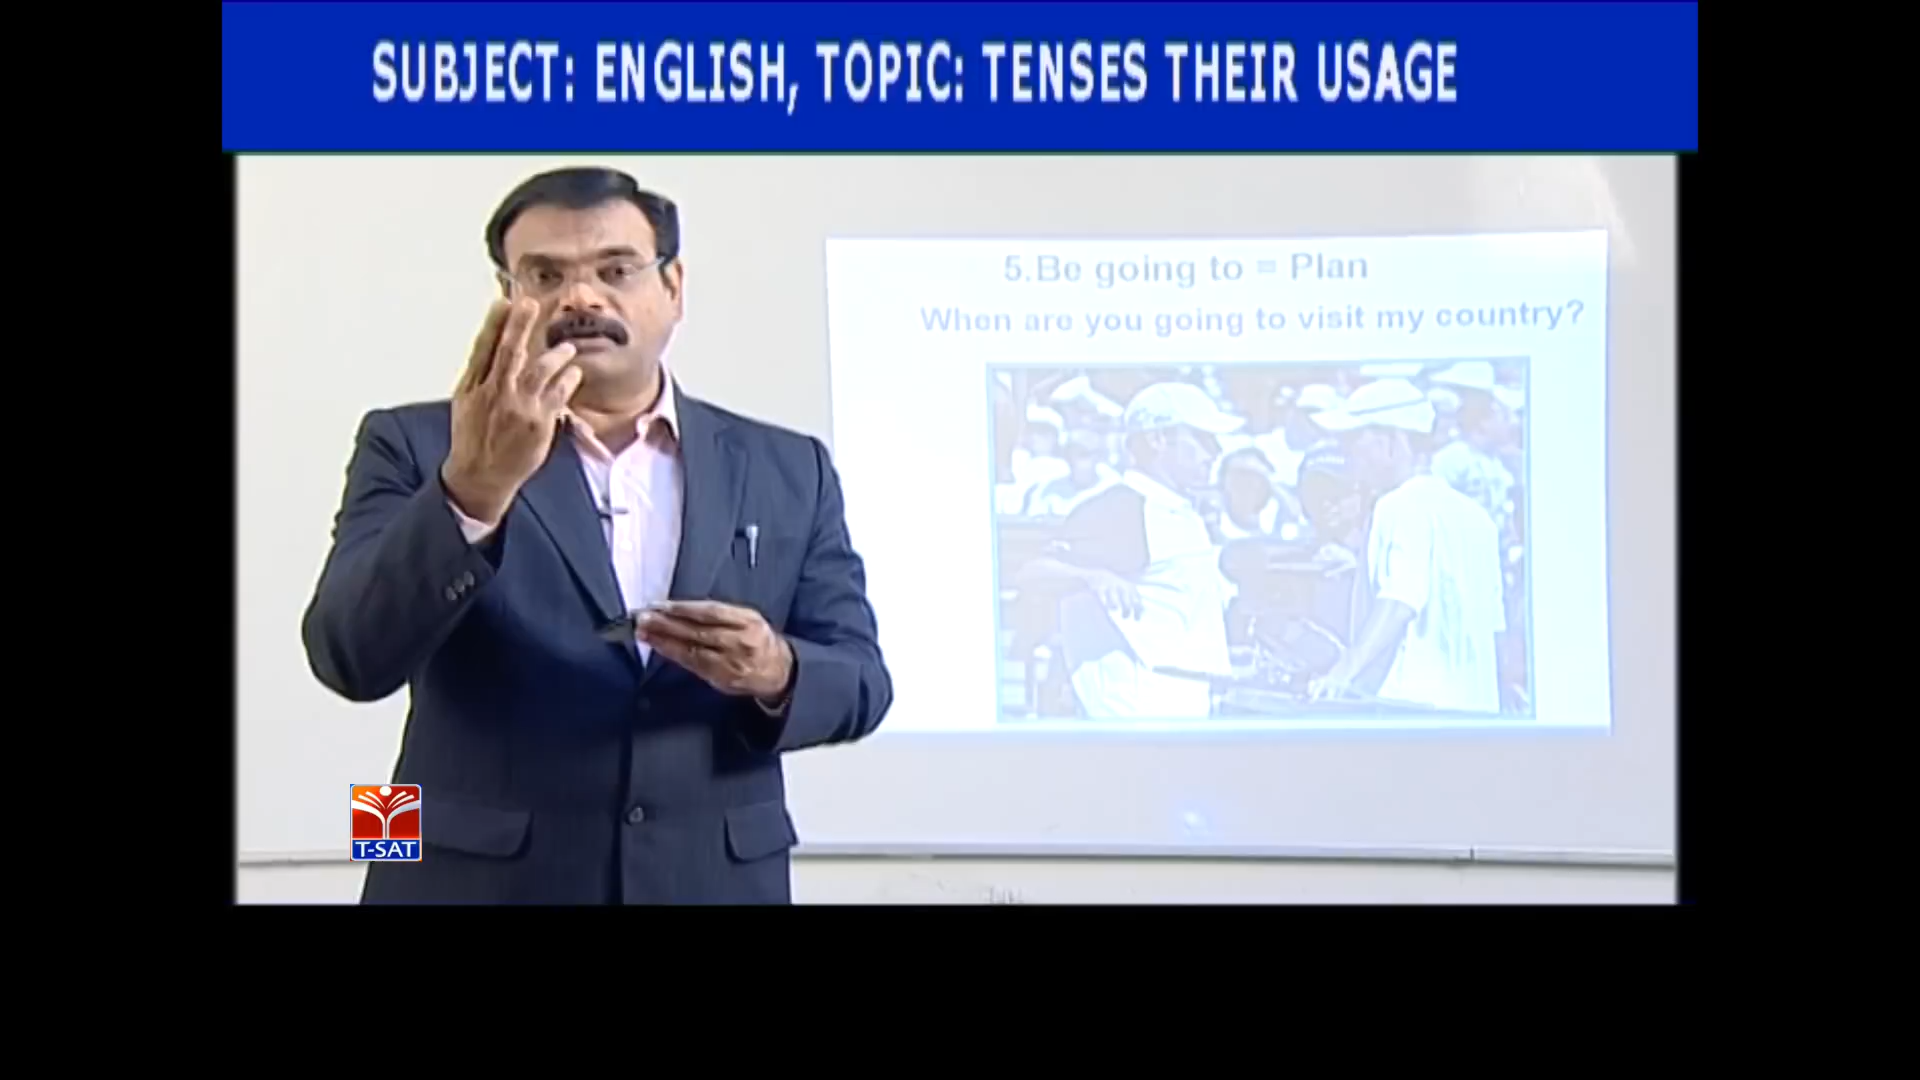 SUBJECT: ENGLISH, TOPIC: TENSES THEIR USAGE
5.Be going to = Plan
When are you going to visit my country?
T-SAT